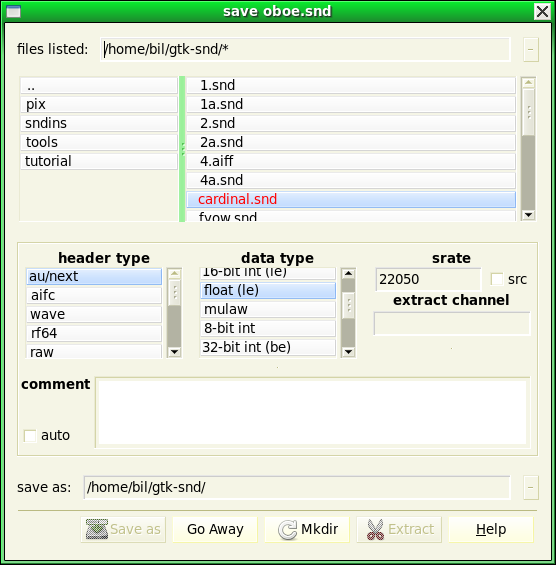 save oboe.snd
files listed: /home/bil/gtk-snd/*
..
pix
sndins
tools
tutorial
1.snd
1a.snd
2.snd
2a.snd
4.aiff
4a.snd
cardinal.snd
fyow.snd
header type
au/next
aifc
wave
rf64
raw
data type
16-bit int (le)
float (le)
mulaw
8-bit int
32-bit int (be)
srate
22050 src
extract channel
comment
auto
save as: /home/bil/gtk-snd/
Save as Go Away Mkdir Extract Help